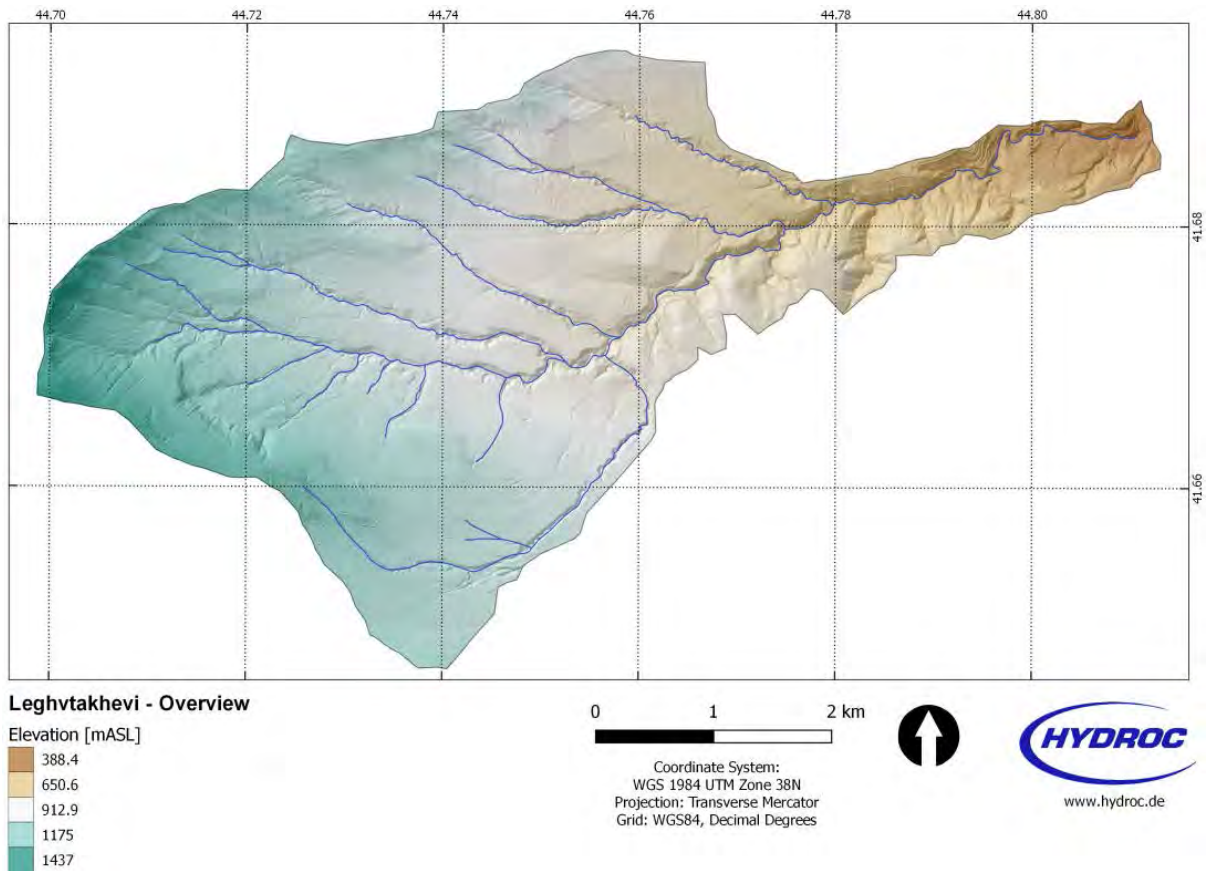 44.70 44.72 44.74 44.76 44.78 44.80
41.68
41.66
Leghvtakhevi - Overview
Elevation [mASL]
388.4
650.6
912.9
1175
1437
0 1 2 km
Coordinate System:
WGS 1984 UTM Zone 38N
Projection: Transverse Mercator
Grid: WGS84, Decimal Degrees
HYDROC
www.hydroc.de